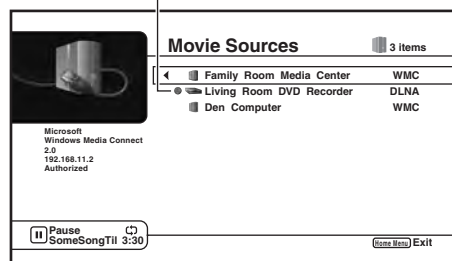 Movie Sources
3 items
Family Room Media Center WMC
Living Room DVD Recorder DLNA
Den Computer WMC
Microsoft
Windows Media Connect
2.0
192.168.11.2
Authorized
Pause
SomeSongTil 3:30
Home Menu Exit